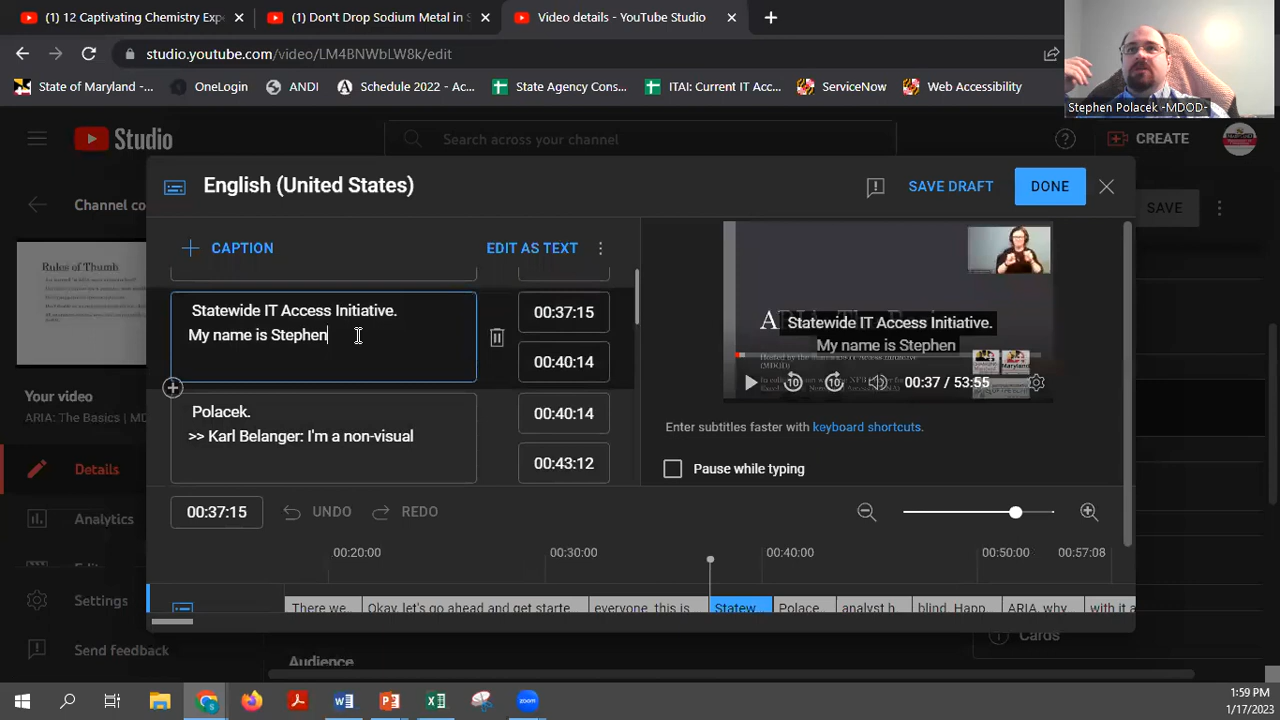 (1) 12 Captivating Chemistry Exp
(1) Don't Drop Sodium Metal in S
Video details - YouTube Studio
studio.youtube.com/video/LM4BNWbLW8k/edit
State of Maryland -...
OneLogin
ANDI
Schedule 2022 - Ac...
State Agency Cons...
ITAI: Current IT Acc...
ServiceNow
Web Accessibility
Stephen Polacek -MDOD-
Studio
Search across your channel
CREATE
Channel co
SAVE
English (United States)
SAVE DRAFT
DONE
CAPTION
EDIT AS TEXT
Statewide IT Access Initiative.
My name is Stephen
00:37:15
00:40:14
Polacek.
>> Karl Belanger: I'm a non-visual
00:40:14
00:43:12
Statewide IT Access Initiative.
My name is Stephen
00:37 / 53:55
Enter subtitles faster with keyboard shortcuts.
Pause while typing
00:37:15
UNDO
REDO
00:20:00
00:30:00
00:40:00
00:50:00
00:57:08
There we...
Okay, let's go ahead and get starte...
everyone, this is...
Statew...
Polace...
analyst h...
blind. Happ...
ARIA, why...
with it a
Rules of Thumb
Your video
ARIA: The Basics | MD
Details
Analytics
Settings
Send feedback
Audience
Cards
1:59 PM
1/17/2023